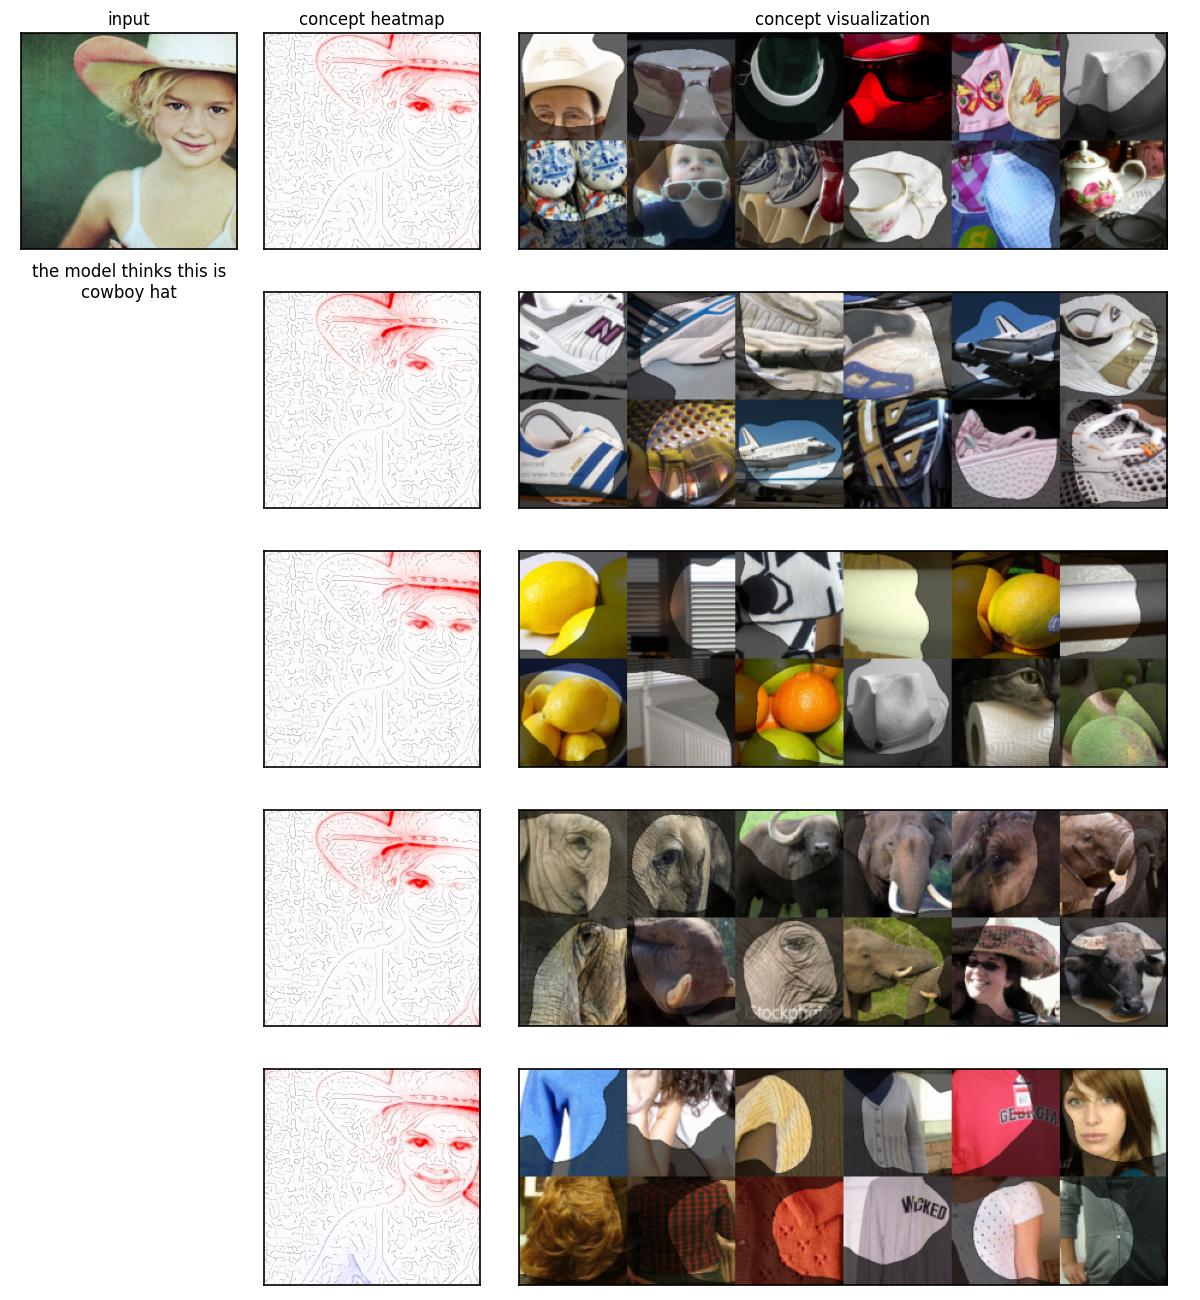 input
concept heatmap
concept visualization
the model thinks this is
cowboy hat
N
GEORGIA
iStockphoto
WICKED